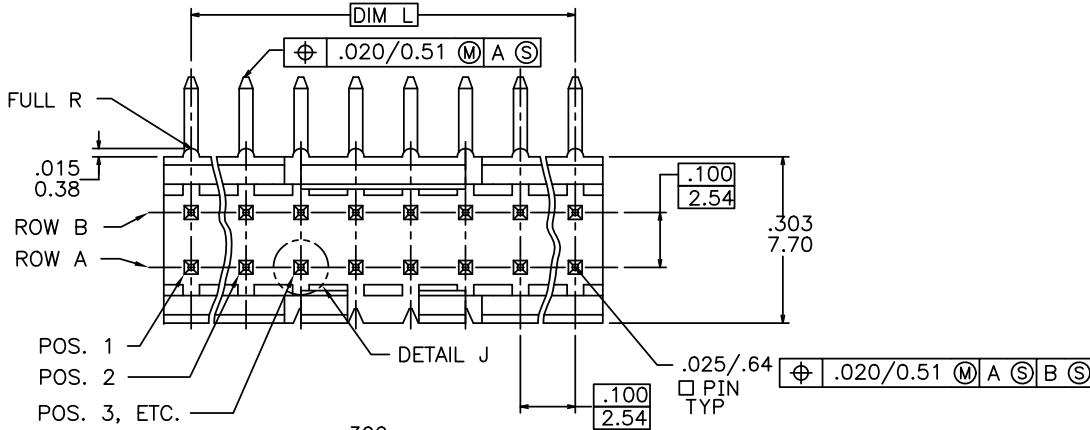 DIM L
⌖ .020/0.51 Ⓜ A Ⓢ
FULL R
.015
0.38
.100
2.54
ROW B
.303
7.70
ROW A
POS. 1
DETAIL J
POS. 2
.025/.64 ⌖ .020/0.51 Ⓜ A Ⓢ B Ⓢ
□ PIN
TYP
POS. 3, ETC.
.100
2.54